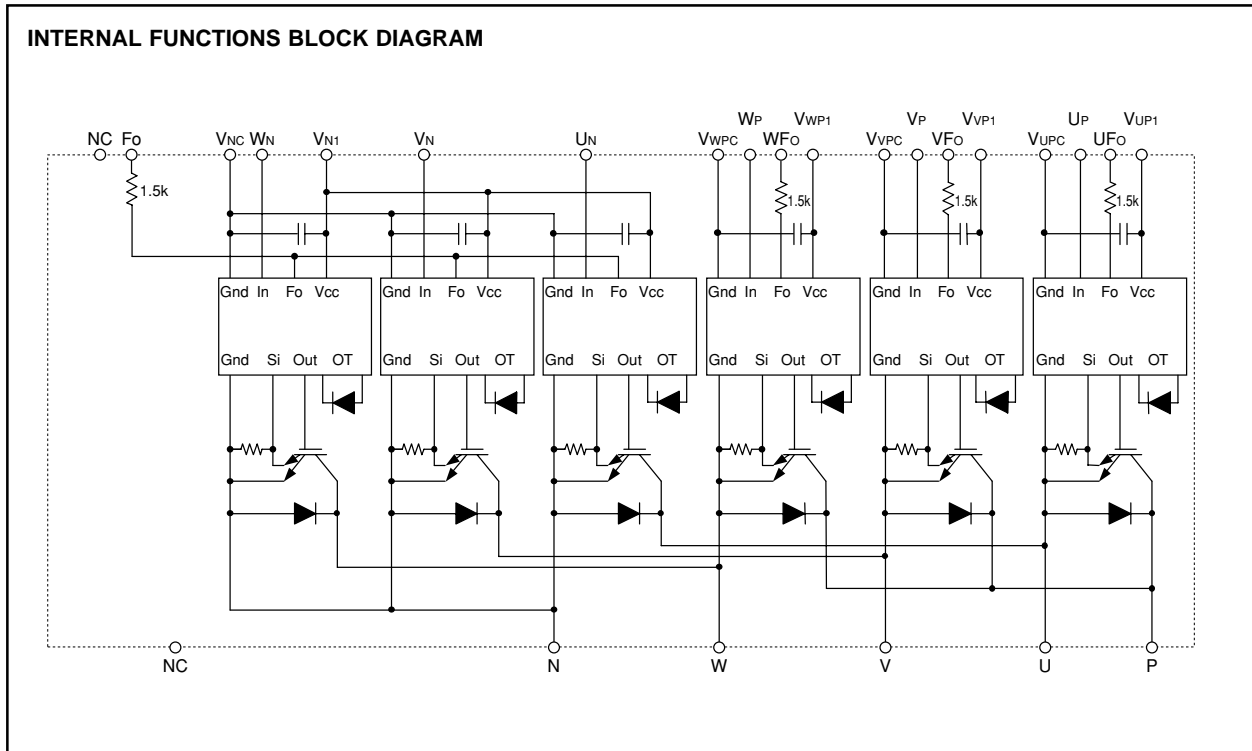 INTERNAL FUNCTIONS BLOCK DIAGRAM
WP VWP1 VP VVP1 UP VUP1
NC Fo VNC WN VN1 VN UN VWPC WFO VVPC VFO VUPC UFO
1.5k 1.5k 1.5k 1.5k
Gnd In Fo Vcc Gnd In Fo Vcc Gnd In Fo Vcc Gnd In Fo Vcc Gnd In Fo Vcc Gnd In Fo Vcc
Gnd Si Out OT Gnd Si Out OT Gnd Si Out OT Gnd Si Out OT Gnd Si Out OT Gnd Si Out OT
NC N W V U P